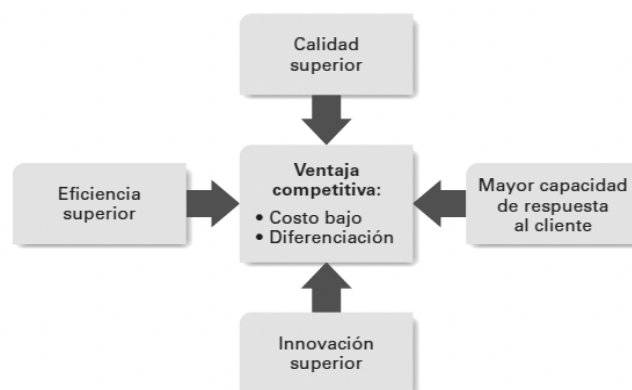 Calidad
superior
Eficiencia
superior
Ventaja
competitiva:
• Costo bajo
• Diferenciación
Mayor capacidad
de respuesta
al cliente
Innovación
superior